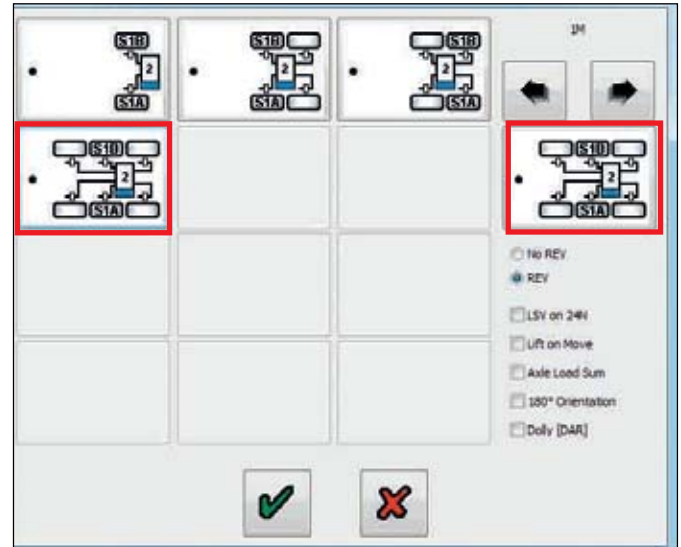 1M
S1B
S1B
S1B
2
2
2
S1A
S1A
S1A
S1B
S1B
2
2
S1A
S1A
No REV
REV
LSV on 24N
Lift on Move
Axle Load Sum
180° Orientation
Dolly [DAR]